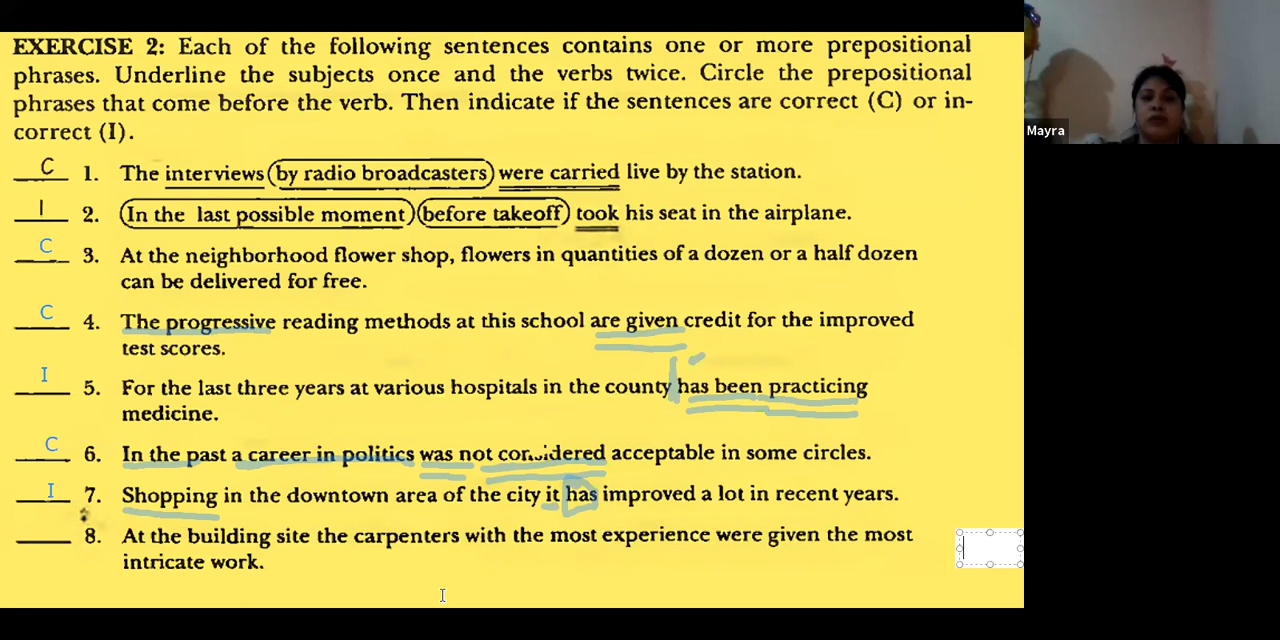 EXERCISE 2: Each of the following sentences contains one or more prepositional
phrases. Underline the subjects once and the verbs twice. Circle the prepositional
phrases that come before the verb. Then indicate if the sentences are correct (C) or in-
correct (I).
Mayra
C 1. The interviews by radio broadcasters were carried live by the station.
I 2. In the last possible moment before takeoff took his seat in the airplane.
C 3. At the neighborhood flower shop, flowers in quantities of a dozen or a half dozen
can be delivered for free.
C 4. The progressive reading methods at this school are given credit for the improved
test scores.
I 5. For the last three years at various hospitals in the county has been practicing
medicine.
C 6. In the past a career in politics was not considered acceptable in some circles.
I 7. Shopping in the downtown area of the city it has improved a lot in recent years.
8. At the building site the carpenters with the most experience were given the most
intricate work.